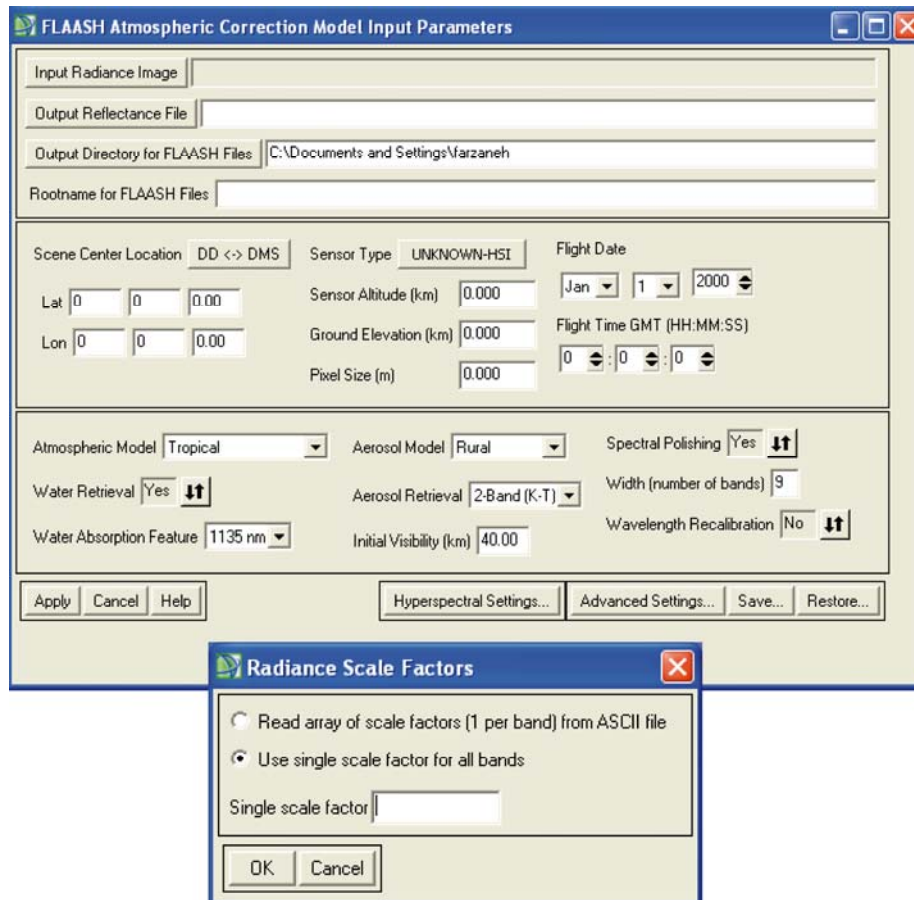 FLAASH Atmospheric Correction Model Input Parameters
Input Radiance Image
Output Reflectance File
Output Directory for FLAASH Files C:\Documents and Settings\farzaneh
Rootname for FLAASH Files
Scene Center Location DD <-> DMS
Lat 0 0 0.00
Lon 0 0 0.00
Sensor Type UNKNOWN-HSI
Sensor Altitude (km) 0.000
Ground Elevation (km) 0.000
Pixel Size (m) 0.000
Flight Date
Jan 1 2000
Flight Time GMT (HH:MM:SS)
0 : 0 : 0
Atmospheric Model Tropical
Water Retrieval Yes
Water Absorption Feature 1135 nm
Aerosol Model Rural
Aerosol Retrieval 2-Band (K-T)
Initial Visibility (km) 40.00
Spectral Polishing Yes
Width (number of bands) 9
Wavelength Recalibration No
Apply Cancel Help Hyperspectral Settings... Advanced Settings... Save... Restore...
Radiance Scale Factors
Read array of scale factors (1 per band) from ASCII file
Use single scale factor for all bands
Single scale factor
OK Cancel